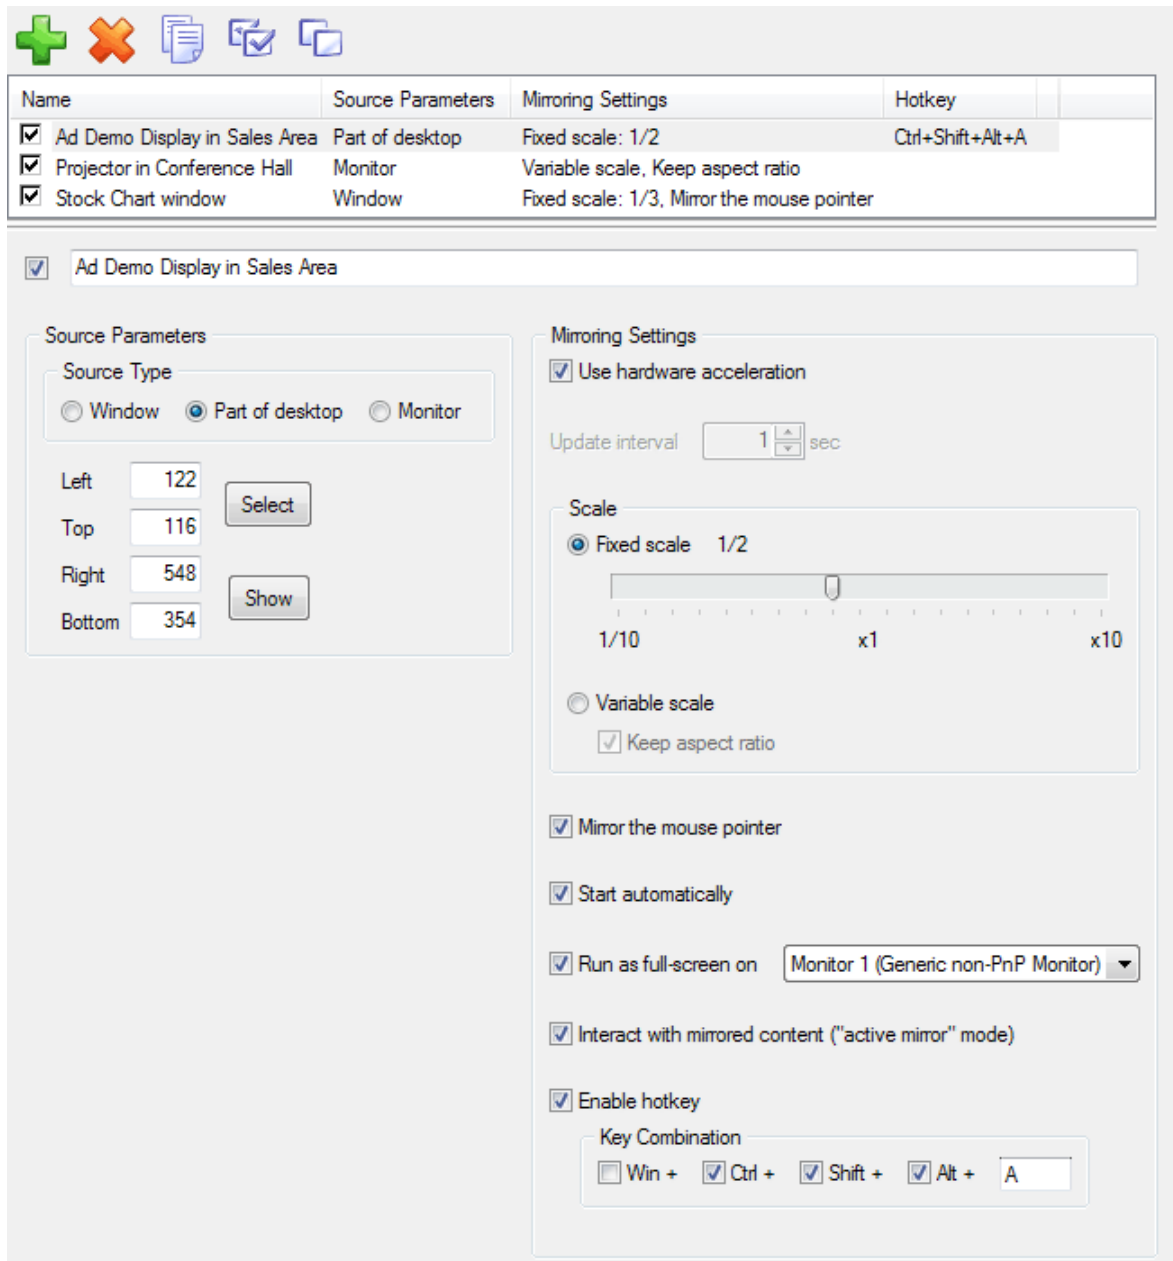 Name Source Parameters Mirroring Settings Hotkey
Ad Demo Display in Sales Area Part of desktop Fixed scale: 1/2 Ctrl+Shift+Alt+A
Projector in Conference Hall Monitor Variable scale, Keep aspect ratio
Stock Chart window Window Fixed scale: 1/3, Mirror the mouse pointer
Ad Demo Display in Sales Area
Source Parameters
Source Type
Window Part of desktop Monitor
Left 122
Select
Top 116
Right 548
Show
Bottom 354
Mirroring Settings
Use hardware acceleration
Update interval 1 sec
Scale
Fixed scale 1/2
1/10 x1 x10
Variable scale
Keep aspect ratio
Mirror the mouse pointer
Start automatically
Run as full-screen on Monitor 1 (Generic non-PnP Monitor)
Interact with mirrored content ("active mirror" mode)
Enable hotkey
Key Combination
Win + Ctrl + Shift + Alt + A